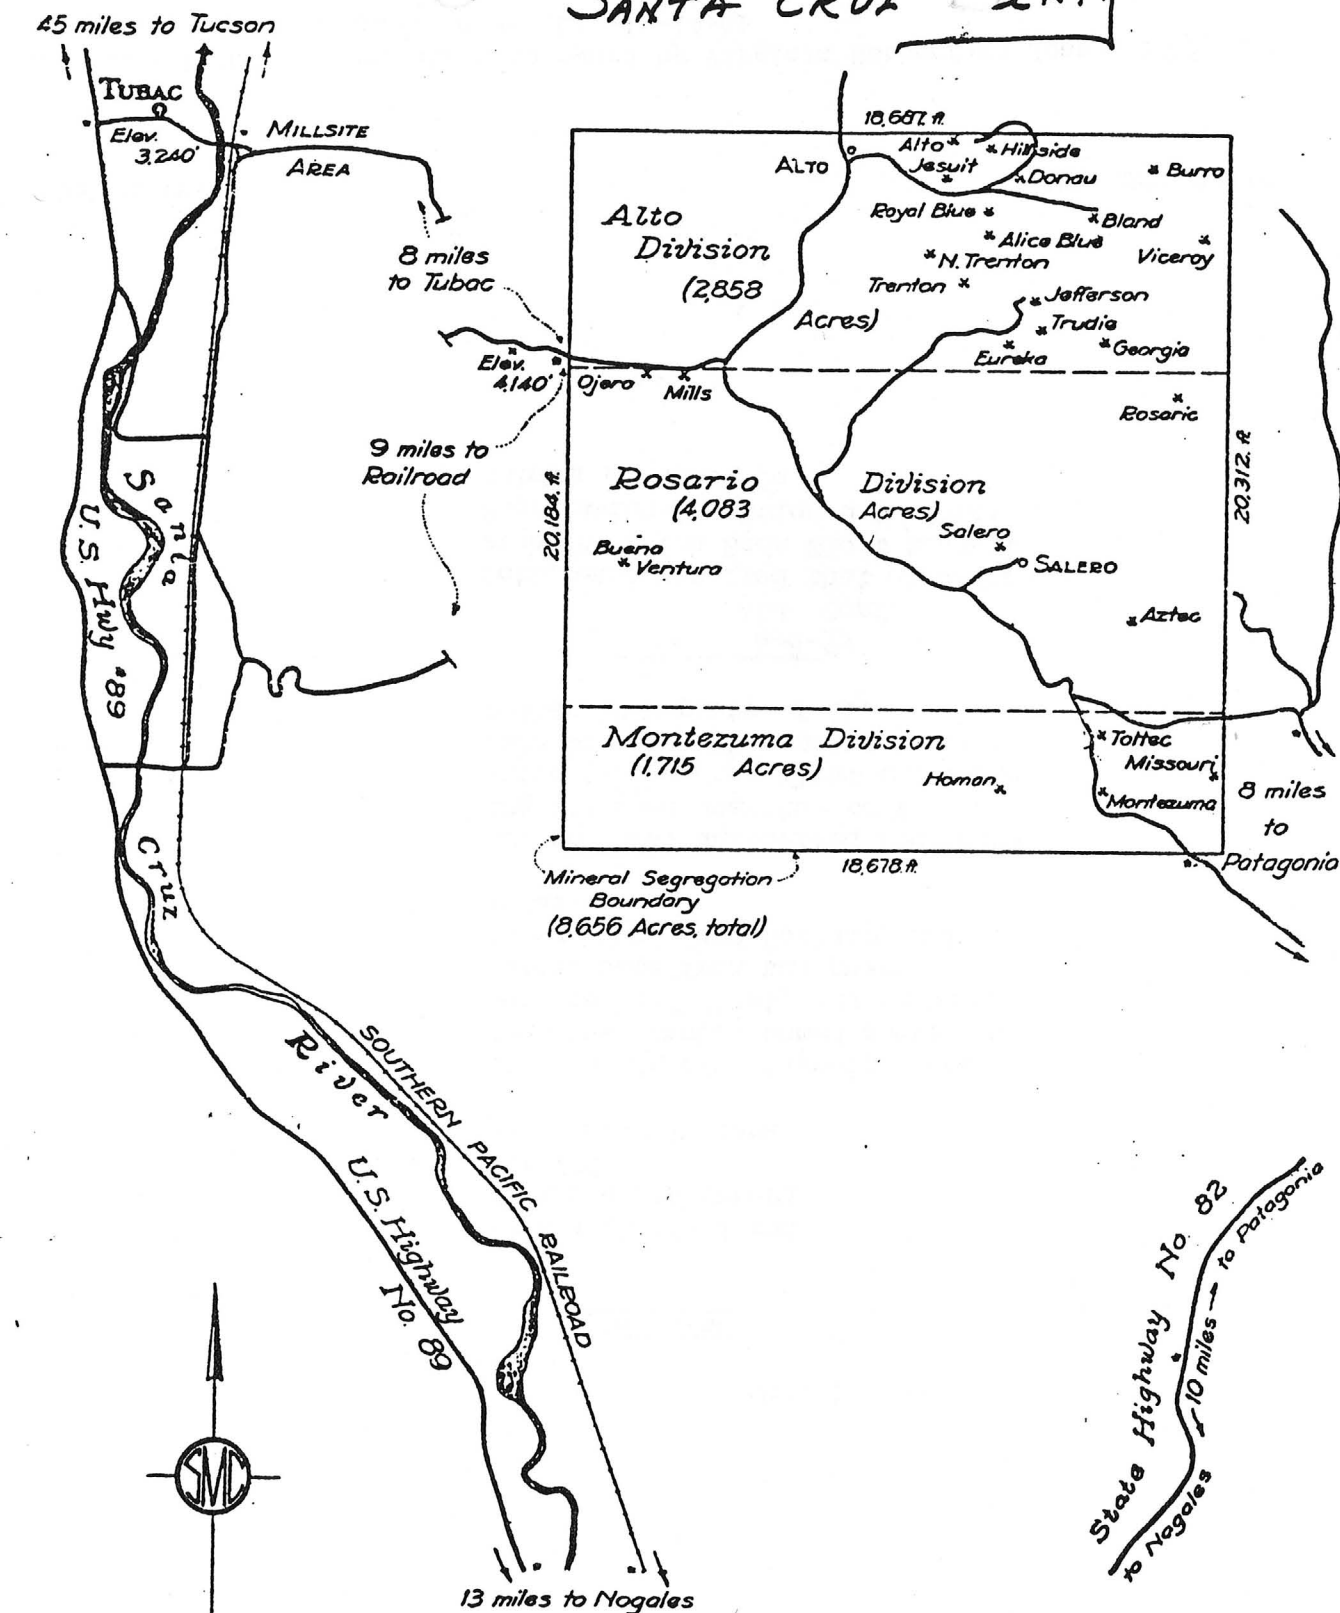 SANTA CRUZ
45 miles to Tucson
TUBAC
Elev.
3,240'
MILLSITE
AREA
8 miles
to Tubac
9 miles to
Railroad
Elev.
4,140'
18,687 ft.
ALTO
Alto
Hillside
Jesuit
Donau
Burro
Royal Blue
Bland
Alice Blue
Viceroy
N. Trenton
Trenton
Jefferson
Trudie
Eureka
Georgia
Alto
Division
(2,858
Acres)
Ojero
Mills
Rosario
20,184 ft.
20,312 ft.
Rosario
Division
(4,083
Acres)
Salero
SALERO
Buena
Ventura
Aztec
Montezuma Division
(1,715 Acres)
Homan
Toltec
Missouri
Montezuma
8 miles
to
Patagonia
18,678 ft.
Mineral Segregation
Boundary
(8,656 Acres, total)
Santa
U.S. Hwy #89
Cruz
River
SOUTHERN PACIFIC RAILROAD
U.S. Highway
No. 89
13 miles to Nogales
State Highway No. 82
to Patagonia
10 miles
to Nogales
SMC